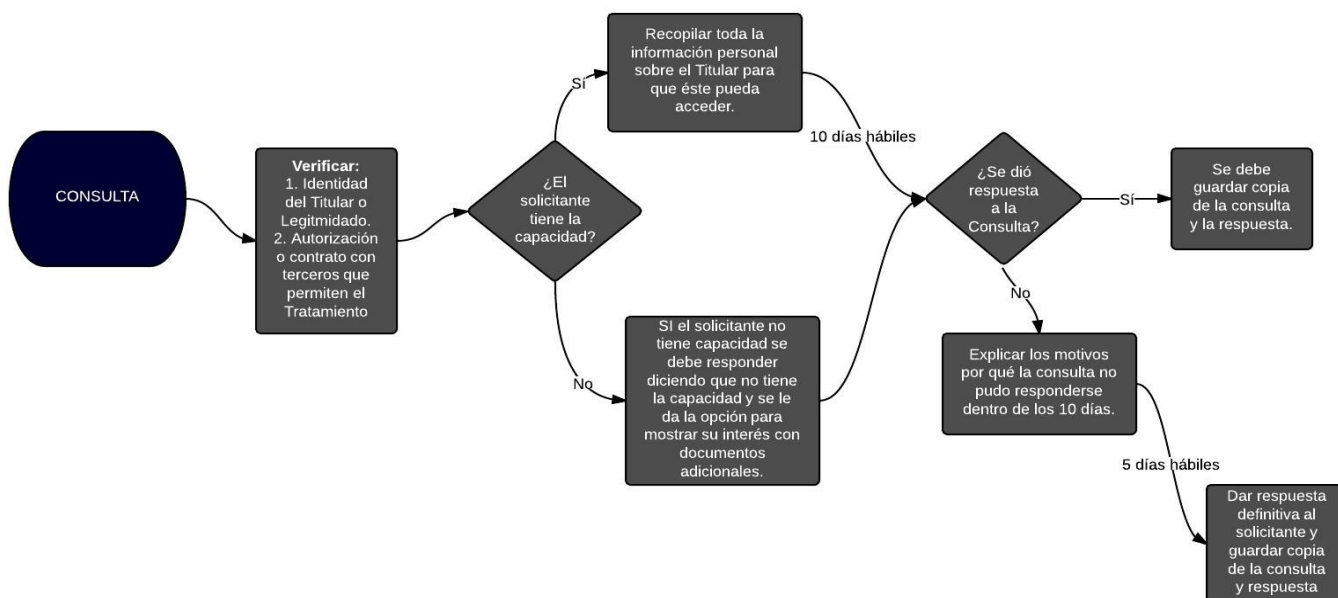 CONSULTA
Verificar:
1. Identidad
del Titular o
Legitmidado.
2. Autorización
o contrato con
terceros que
permiten el
Tratamiento
¿El
solicitante
tiene la
capacidad?
Sí
Recopilar toda la
información personal
sobre el Titular para
que éste pueda
acceder.
10 días hábiles
No
SI el solicitante no
tiene capacidad se
debe responder
diciendo que no tiene
la capacidad y se le
da la opción para
mostrar su interés con
documentos
adicionales.
¿Se dió
respuesta
a la
Consulta?
Sí
Se debe
guardar copia
de la consulta
y la respuesta.
No
Explicar los motivos
por qué la consulta no
pudo responderse
dentro de los 10 días.
5 días hábiles
Dar respuesta
definitiva al
solicitante y
guardar copia
de la consulta
y respuesta